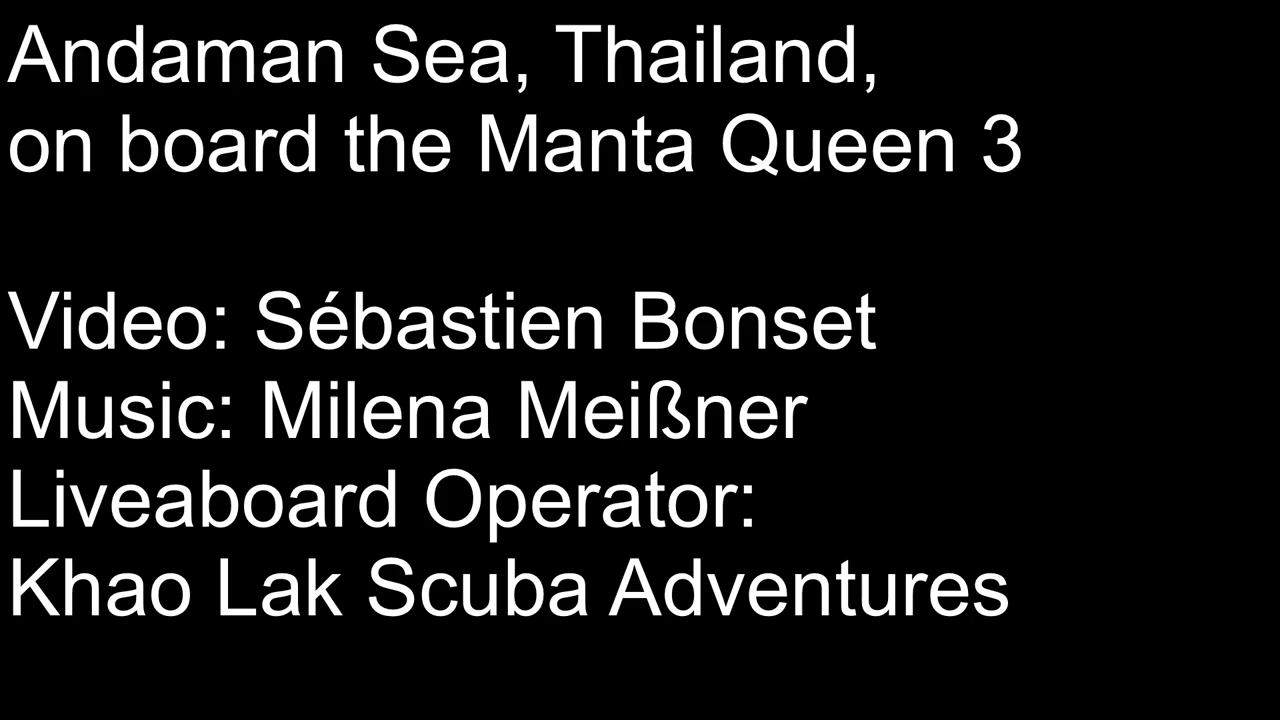 Andaman Sea, Thailand,
on board the Manta Queen 3
Video: Sébastien Bonset
Music: Milena Meißner
Liveaboard Operator:
Khao Lak Scuba Adventures